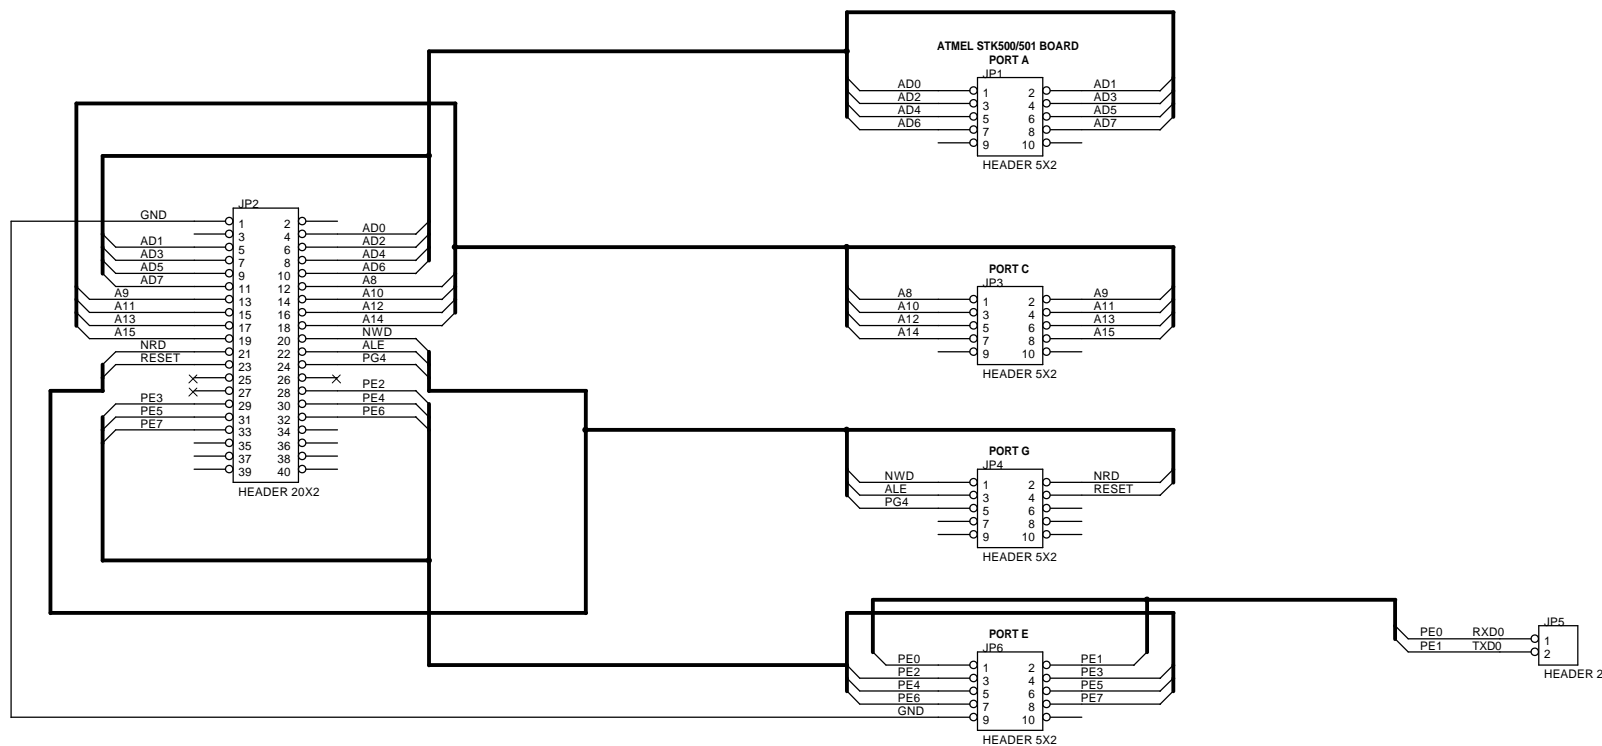 ATMEL STK500/501 BOARD
PORT A
JP1
AD0 1 2 AD1
AD2 3 4 AD3
AD4 5 6 AD5
AD6 7 8 AD7
9 10
HEADER 5X2
JP2
GND 1 2
3 4 AD0
AD1 5 6 AD2
AD3 7 8 AD4
AD5 9 10 AD6
AD7 11 12 A8
A9 13 14 A10
A11 15 16 A12
A13 17 18 A14
A15 19 20 NWD
NRD 21 22 ALE
RESET 23 24 PG4
25 26
27 28 PE2
PE3 29 30 PE4
PE5 31 32 PE6
PE7 33 34
35 36
37 38
39 40
HEADER 20X2
PORT C
JP3
A8 1 2 A9
A10 3 4 A11
A12 5 6 A13
A14 7 8 A15
9 10
HEADER 5X2
PORT G
JP4
NWD 1 2 NRD
ALE 3 4 RESET
PG4 5 6
7 8
9 10
HEADER 5X2
PORT E
JP6
PE0 1 2 PE1
PE2 3 4 PE3
PE4 5 6 PE5
PE6 7 8 PE7
GND 9 10
HEADER 5X2
JP5
PE0 RXD0 1
PE1 TXD0 2
HEADER 2